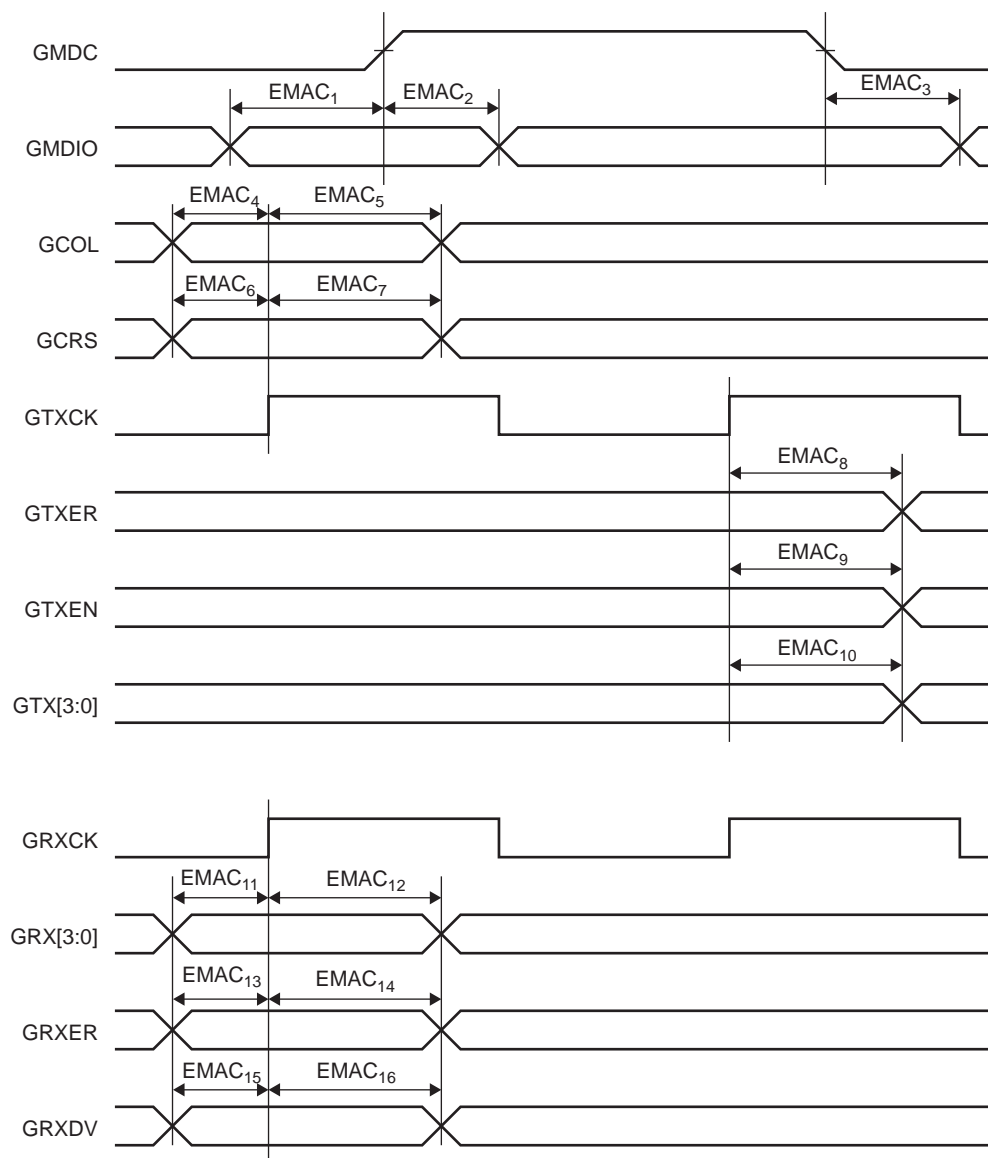 GMDC
EMAC₁ EMAC₂ EMAC₃
GMDIO
EMAC₄ EMAC₅
GCOL
EMAC₆ EMAC₇
GCRS
GTXCK
EMAC₈
GTXER
EMAC₉
GTXEN
EMAC₁₀
GTX[3:0]
GRXCK
EMAC₁₁ EMAC₁₂
GRX[3:0]
EMAC₁₃ EMAC₁₄
GRXER
EMAC₁₅ EMAC₁₆
GRXDV